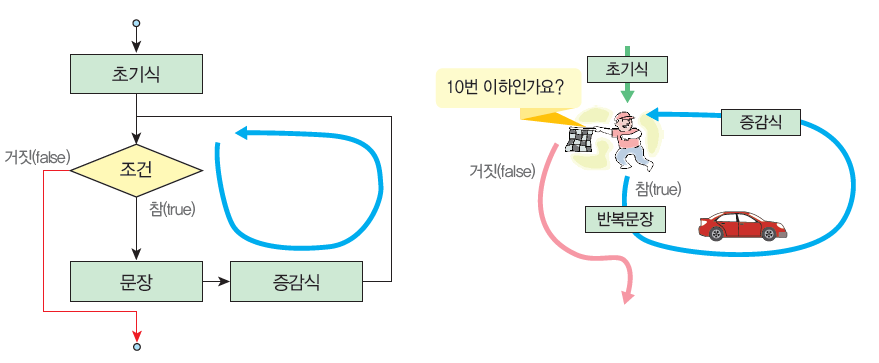 초기식
거짓(false)
조건
참(true)
문장
증감식
초기식
10번 이하인가요?
증감식
거짓(false)
참(true)
반복문장